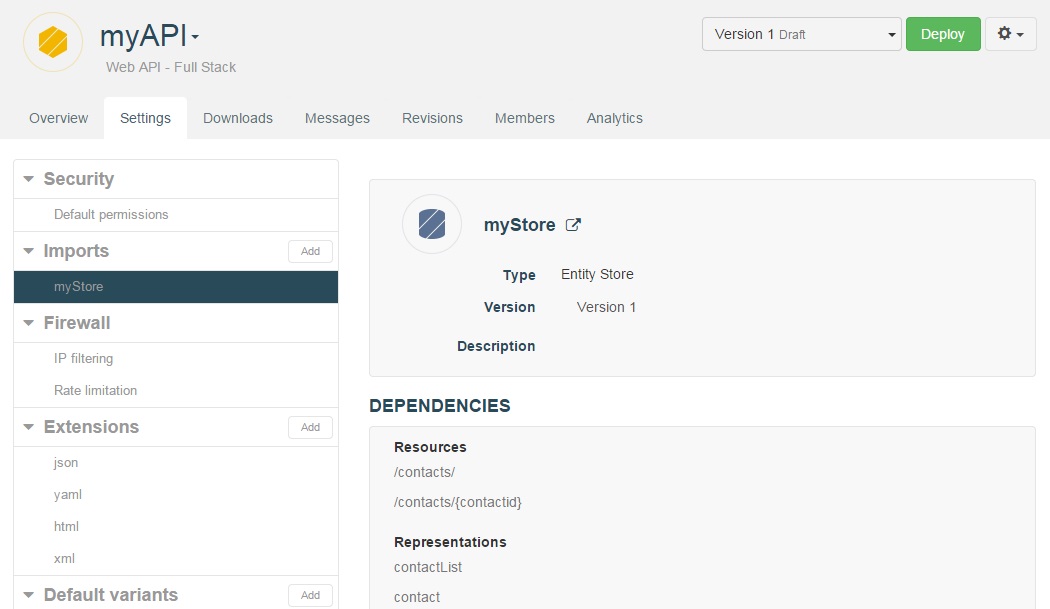 myAPI
Version 1 Draft
Deploy
Web API - Full Stack
Overview Settings Downloads Messages Revisions Members Analytics
Security
Default permissions
Imports Add
myStore
Firewall
IP filtering
Rate limitation
Extensions Add
json
yaml
html
xml
Default variants Add
myStore
Type Entity Store
Version Version 1
Description
DEPENDENCIES
Resources
/contacts/
/contacts/{contactid}
Representations
contactList
contact